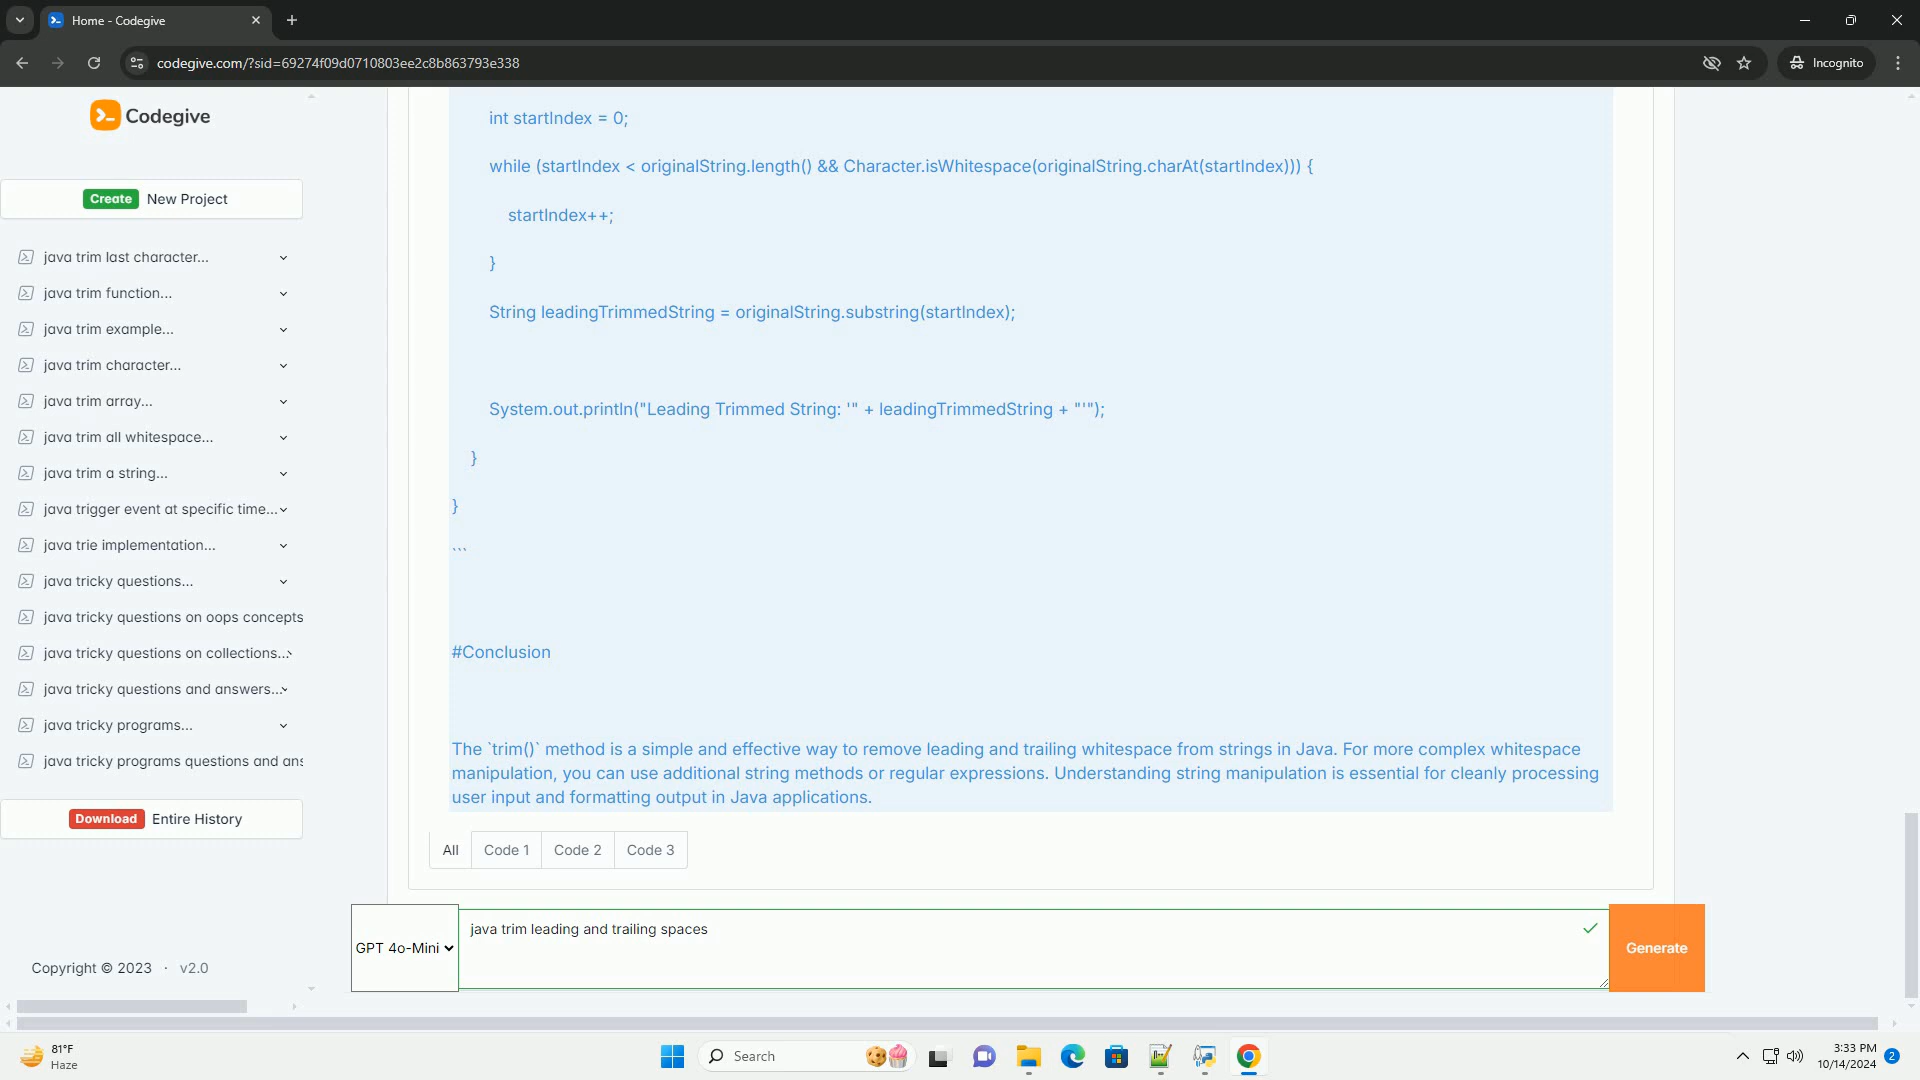 Home - Codegive
codegive.com/?sid=69274f09d0710803ee2c8b863793e338
Incognito
Codegive
Create New Project
java trim last character...
java trim function...
java trim example...
java trim character...
java trim array...
java trim all whitespace...
java trim a string...
java trigger event at specific time...
java trie implementation...
java tricky questions...
java tricky questions on oops concepts
java tricky questions on collections...
java tricky questions and answers...
java tricky programs...
java tricky programs questions and ans
Download Entire History
Copyright © 2023 · v2.0
int startIndex = 0;
while (startIndex < originalString.length() && Character.isWhitespace(originalString.charAt(startIndex))) {
startIndex++;
}
String leadingTrimmedString = originalString.substring(startIndex);
System.out.println("Leading Trimmed String: '" + leadingTrimmedString + "'");
}
}
```
#Conclusion
The `trim()` method is a simple and effective way to remove leading and trailing whitespace from strings in Java. For more complex whitespace
manipulation, you can use additional string methods or regular expressions. Understanding string manipulation is essential for cleanly processing
user input and formatting output in Java applications.
All Code 1 Code 2 Code 3
GPT 4o-Mini
java trim leading and trailing spaces
Generate
81°F
Haze
Search
3:33 PM
10/14/2024
2